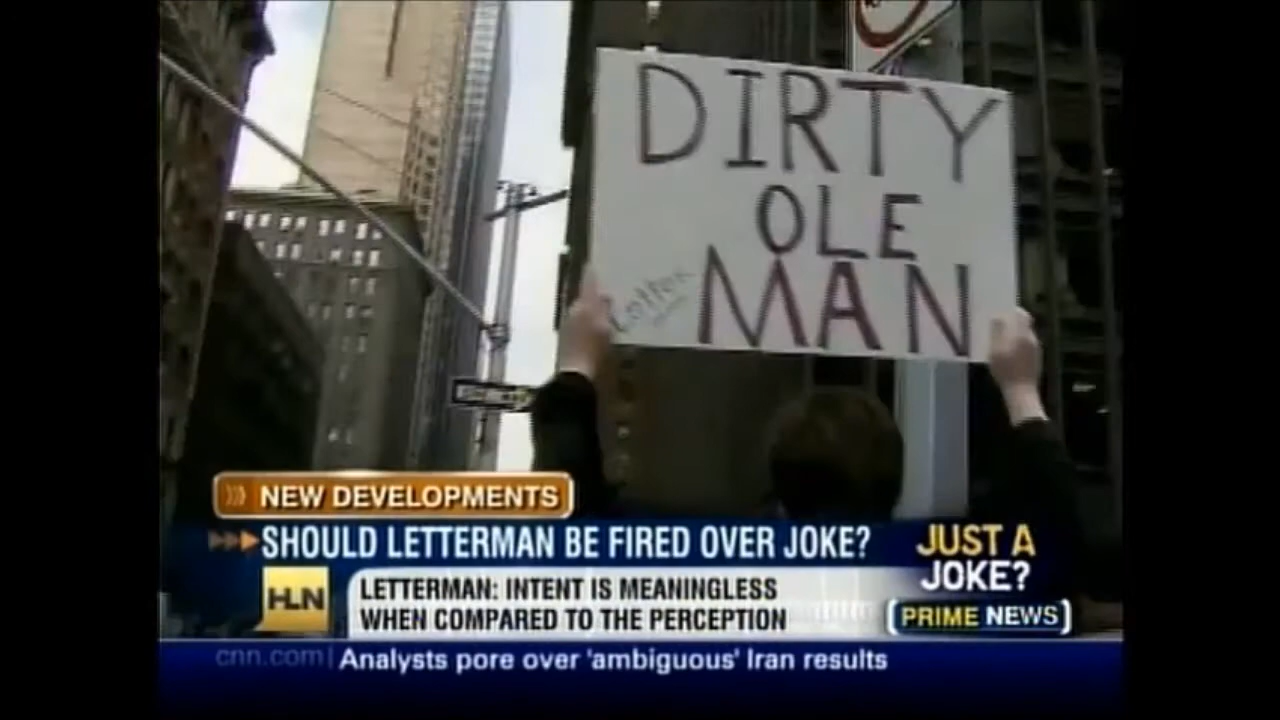 DIRTY
OLE
MAN
NEW DEVELOPMENTS
SHOULD LETTERMAN BE FIRED OVER JOKE?
JUST A
JOKE?
HLN
LETTERMAN: INTENT IS MEANINGLESS
WHEN COMPARED TO THE PERCEPTION
PRIME NEWS
cnn.com
Analysts pore over 'ambiguous' Iran results